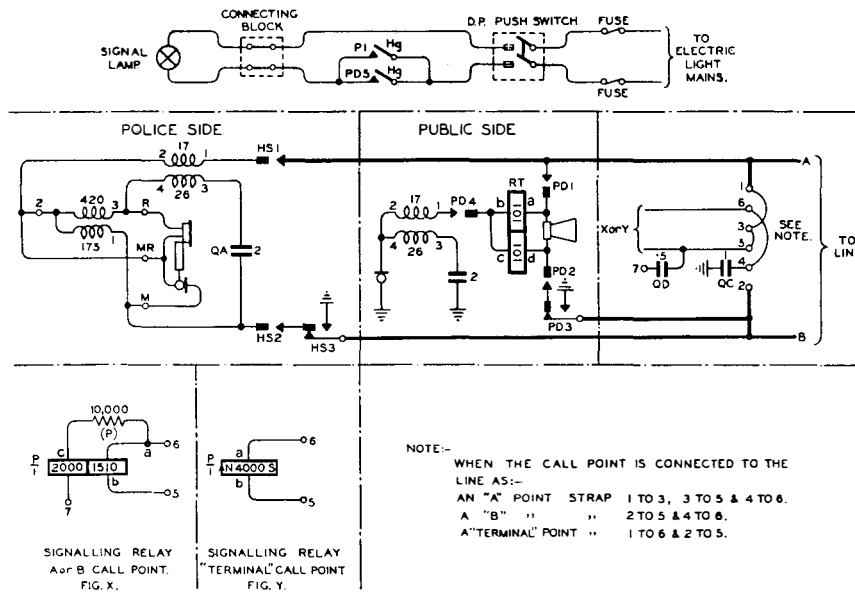 CONNECTING
BLOCK
D.P. PUSH SWITCH
FUSE
SIGNAL
LAMP
P1 Hg
PD5 Hg
TO
ELECTRIC
LIGHT
MAINS.
FUSE
POLICE SIDE
PUBLIC SIDE
2 17 1
HS1
4 26 3
A
2
420
3
R
175
1
MR
M
QA
2
HS2
HS3
2 17 1
PD4
4 26 3
2
RT
b a
c d
PD1
PD2
PD3
X or Y
1
6
3
5
4
2
SEE
NOTE.
TO
LINE
7
·5
QD
1
QC
B
10,000
(P)
a
6
P
1
c
2000 1510
b
5
7
SIGNALLING RELAY
A or B CALL POINT.
FIG. X.
a
6
P
1
N 4000 S
b
5
SIGNALLING RELAY
"TERMINAL" CALL POINT
FIG. Y.
NOTE:-
WHEN THE CALL POINT IS CONNECTED TO THE
LINE AS:-
AN "A" POINT STRAP 1 TO 3, 3 TO 5 & 4 TO 6.
A "B" " " 2 TO 5 & 4 TO 6.
A "TERMINAL" POINT " 1 TO 6 & 2 TO 5.